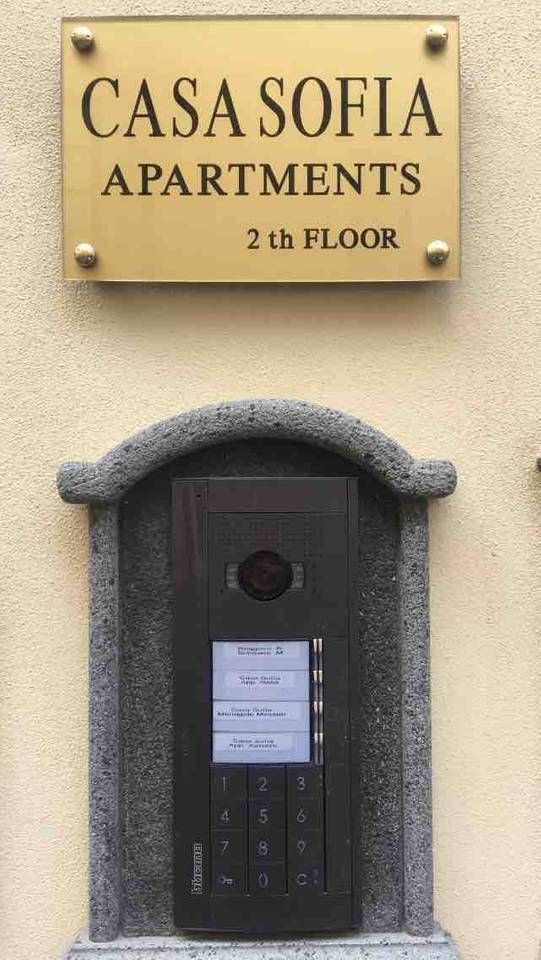 CASA SOFIA
APARTMENTS
2 th FLOOR
Casa Sofia
Casa Sofia
Casa Sofia
1 2 3
4 5 6
7 8 9
0 C
bticino